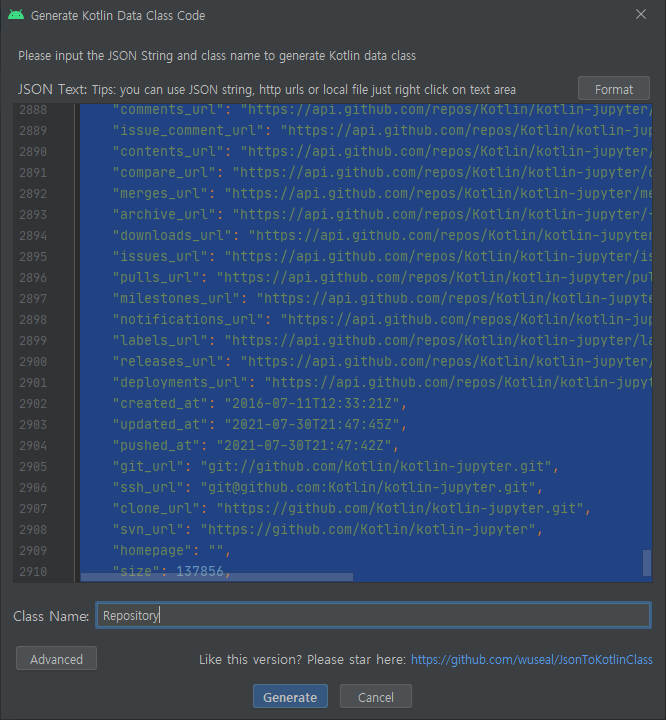 Generate Kotlin Data Class Code
Please input the JSON String and class name to generate Kotlin data class
JSON Text: Tips: you can use JSON string, http urls or local file just right click on text area
Format
2888 "comments_url": "https://api.github.com/repos/Kotlin/kotlin-jupyter/
2889 "issue_comment_url": "https://api.github.com/repos/Kotlin/kotlin-jup
2890 "contents_url": "https://api.github.com/repos/Kotlin/kotlin-jupyter/
2891 "compare_url": "https://api.github.com/repos/Kotlin/kotlin-jupyter/c
2892 "merges_url": "https://api.github.com/repos/Kotlin/kotlin-jupyter/me
2893 "archive_url": "https://api.github.com/repos/Kotlin/kotlin-jupyter/
2894 "downloads_url": "https://api.github.com/repos/Kotlin/kotlin-jupyter
2895 "issues_url": "https://api.github.com/repos/Kotlin/kotlin-jupyter/is
2896 "pulls_url": "https://api.github.com/repos/Kotlin/kotlin-jupyter/pul
2897 "milestones_url": "https://api.github.com/repos/Kotlin/kotlin-jupyte
2898 "notifications_url": "https://api.github.com/repos/Kotlin/kotlin-jup
2899 "labels_url": "https://api.github.com/repos/Kotlin/kotlin-jupyter/la
2900 "releases_url": "https://api.github.com/repos/Kotlin/kotlin-jupyter/
2901 "deployments_url": "https://api.github.com/repos/Kotlin/kotlin-jupyt
2902 "created_at": "2016-07-11T12:33:21Z",
2903 "updated_at": "2021-07-30T21:47:45Z",
2904 "pushed_at": "2021-07-30T21:47:42Z",
2905 "git_url": "git://github.com/Kotlin/kotlin-jupyter.git",
2906 "ssh_url": "git@github.com:Kotlin/kotlin-jupyter.git",
2907 "clone_url": "https://github.com/Kotlin/kotlin-jupyter.git",
2908 "svn_url": "https://github.com/Kotlin/kotlin-jupyter",
2909 "homepage": "",
2910 "size": 137856,
Class Name: Repository
Advanced
Like this version? Please star here: https://github.com/wuseal/JsonToKotlinClass
Generate
Cancel